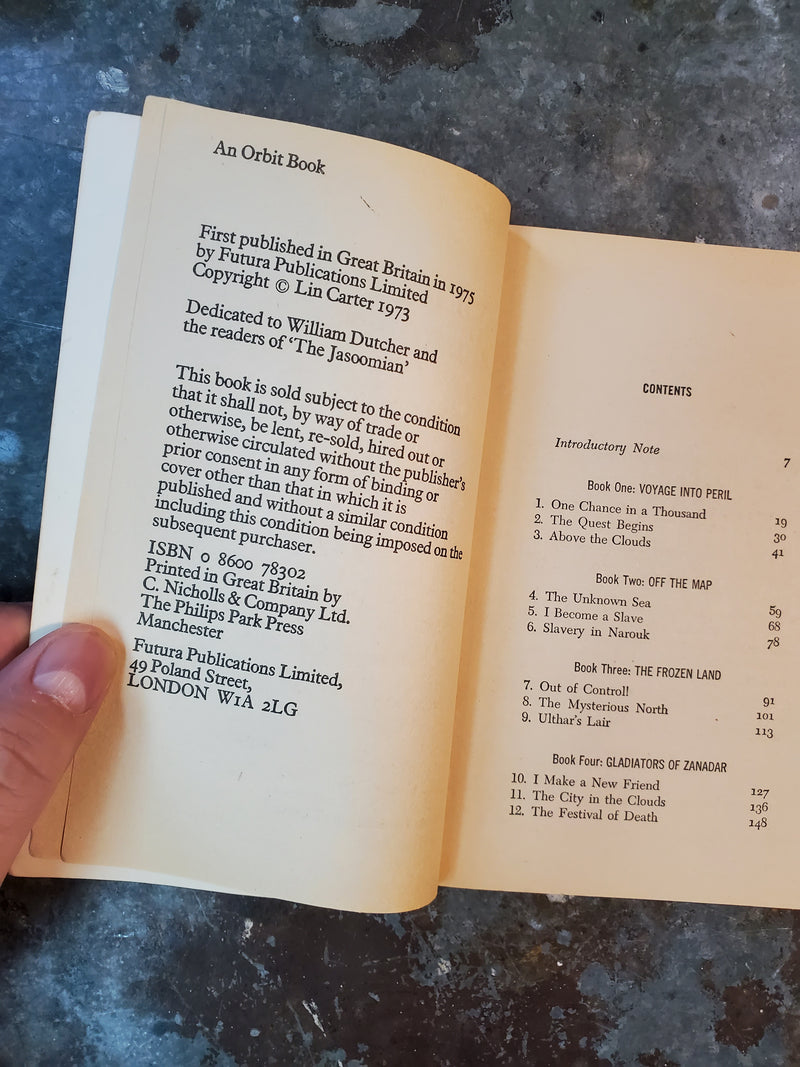 An Orbit Book
First published in Great Britain in 1975
by Futura Publications Limited
Copyright © Lin Carter 1973
Dedicated to William Dutcher and
the readers of ‘The Jasoomian’
This book is sold subject to the condition
that it shall not, by way of trade or
otherwise, be lent, re-sold, hired out or
otherwise circulated without the publisher’s
prior consent in any form of binding or
cover other than that in which it is
published and without a similar condition
including this condition being imposed on the
subsequent purchaser.
ISBN 0 8600 78302
Printed in Great Britain by
C. Nicholls & Company Ltd.
The Philips Park Press
Manchester
Futura Publications Limited,
49 Poland Street,
LONDON W1A 2LG
CONTENTS
Introductory Note 7
Book One: VOYAGE INTO PERIL
1. One Chance in a Thousand 19
2. The Quest Begins 30
3. Above the Clouds 41
Book Two: OFF THE MAP
4. The Unknown Sea 59
5. I Become a Slave 68
6. Slavery in Narouk 78
Book Three: THE FROZEN LAND
7. Out of Control! 91
8. The Mysterious North 101
9. Ulthar’s Lair 113
Book Four: GLADIATORS OF ZANADAR
10. I Make a New Friend 127
11. The City in the Clouds 136
12. The Festival of Death 148